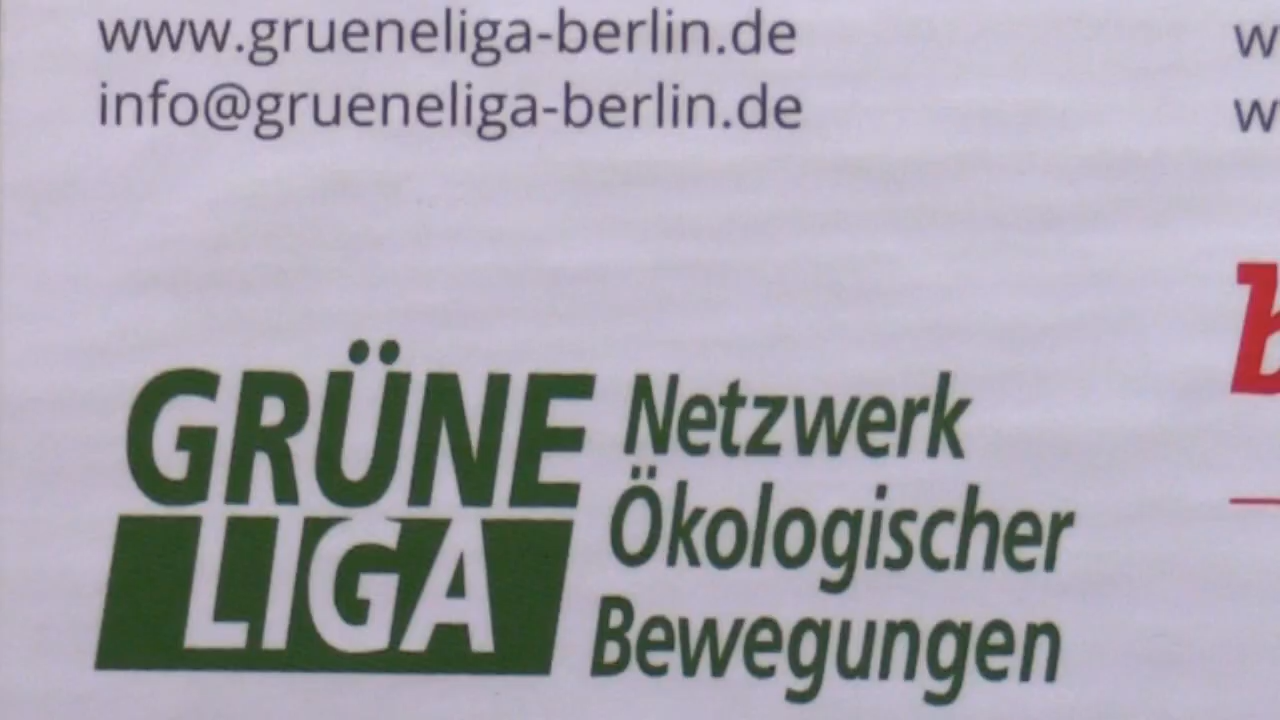 www.grueneliga-berlin.de
info@grueneliga-berlin.de
GRÜNE
LIGA
Netzwerk
Ökologischer
Bewegungen